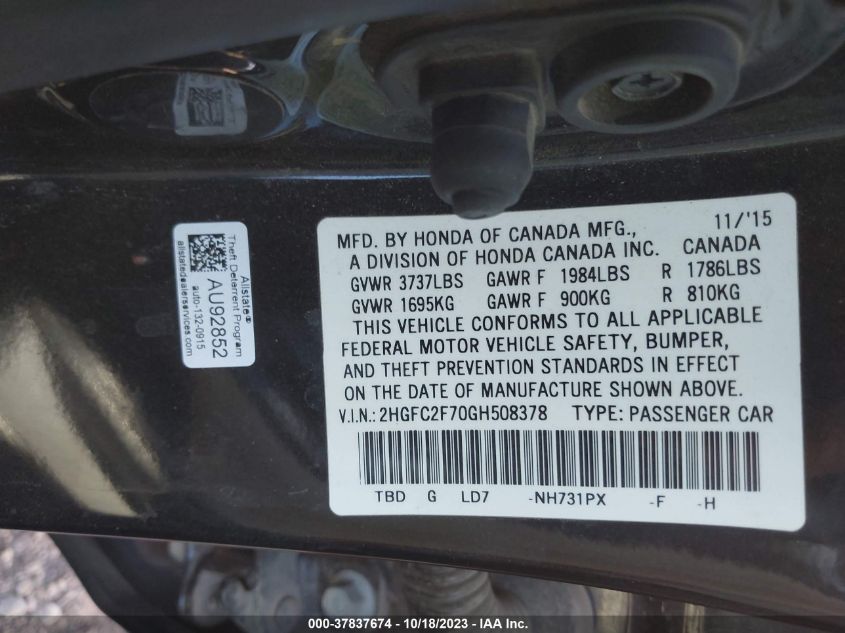 11/'15
MFD. BY HONDA OF CANADA MFG.,
A DIVISION OF HONDA CANADA INC. CANADA
GVWR 3737LBS GAWR F 1984LBS R 1786LBS
GVWR 1695KG GAWR F 900KG R 810KG
THIS VEHICLE CONFORMS TO ALL APPLICABLE
FEDERAL MOTOR VEHICLE SAFETY, BUMPER,
AND THEFT PREVENTION STANDARDS IN EFFECT
ON THE DATE OF MANUFACTURE SHOWN ABOVE.
V.I.N.: 2HGFC2F70GH508378 TYPE: PASSENGER CAR
TBD G LD7 -NH731PX -F -H
Allstate®
Theft Deterrent Program
AU92852
auto-132-0915
allstatedealerservices.com
000-37837674 - 10/18/2023 - IAA Inc.